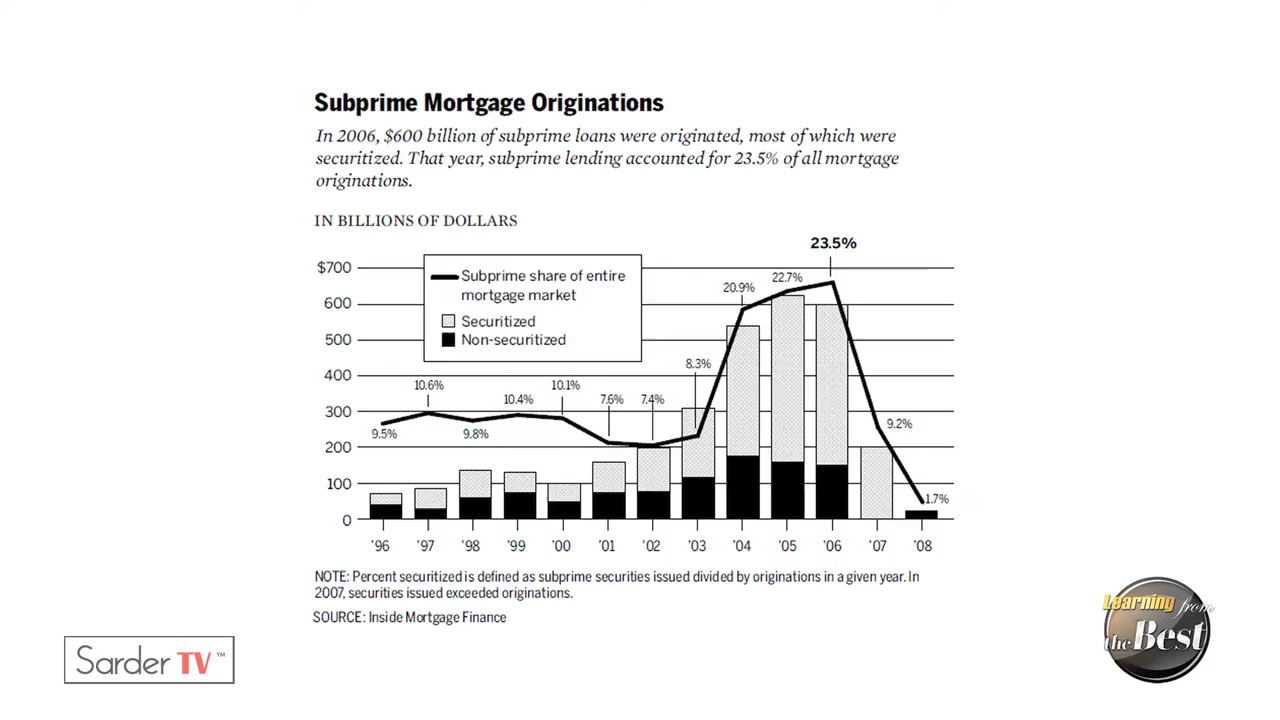 Subprime Mortgage Originations
In 2006, $600 billion of subprime loans were originated, most of which were
securitized. That year, subprime lending accounted for 23.5% of all mortgage
originations.
IN BILLIONS OF DOLLARS
23.5%
$700
600
500
400
300
200
100
0
Subprime share of entire
mortgage market
Securitized
Non-securitized
9.5%
10.6%
9.8%
10.4%
10.1%
7.6%
7.4%
8.3%
20.9%
22.7%
9.2%
1.7%
'96 '97 '98 '99 '00 '01 '02 '03 '04 '05 '06 '07 '08
NOTE: Percent securitized is defined as subprime securities issued divided by originations in a given year. In
2007, securities issued exceeded originations.
SOURCE: Inside Mortgage Finance
Sarder TV™
Learning from
the Best